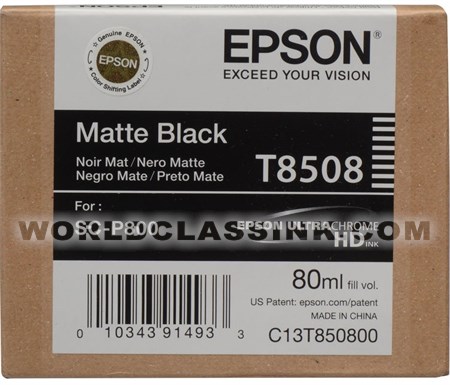 Genuine EPSON
EPSON
Color Shifting Label
EPSON®
EXCEED YOUR VISION
Matte Black
Noir Mat / Nero Matte
Negro Mate / Preto Mate
T8508
For :
SC-P800
EPSON ULTRACHROME
HD INK
WORLDCLASSINK.COM
80ml fill vol.
US Patent: epson.com/patent
MADE IN CHINA
0 10343 91493 3
C13T850800